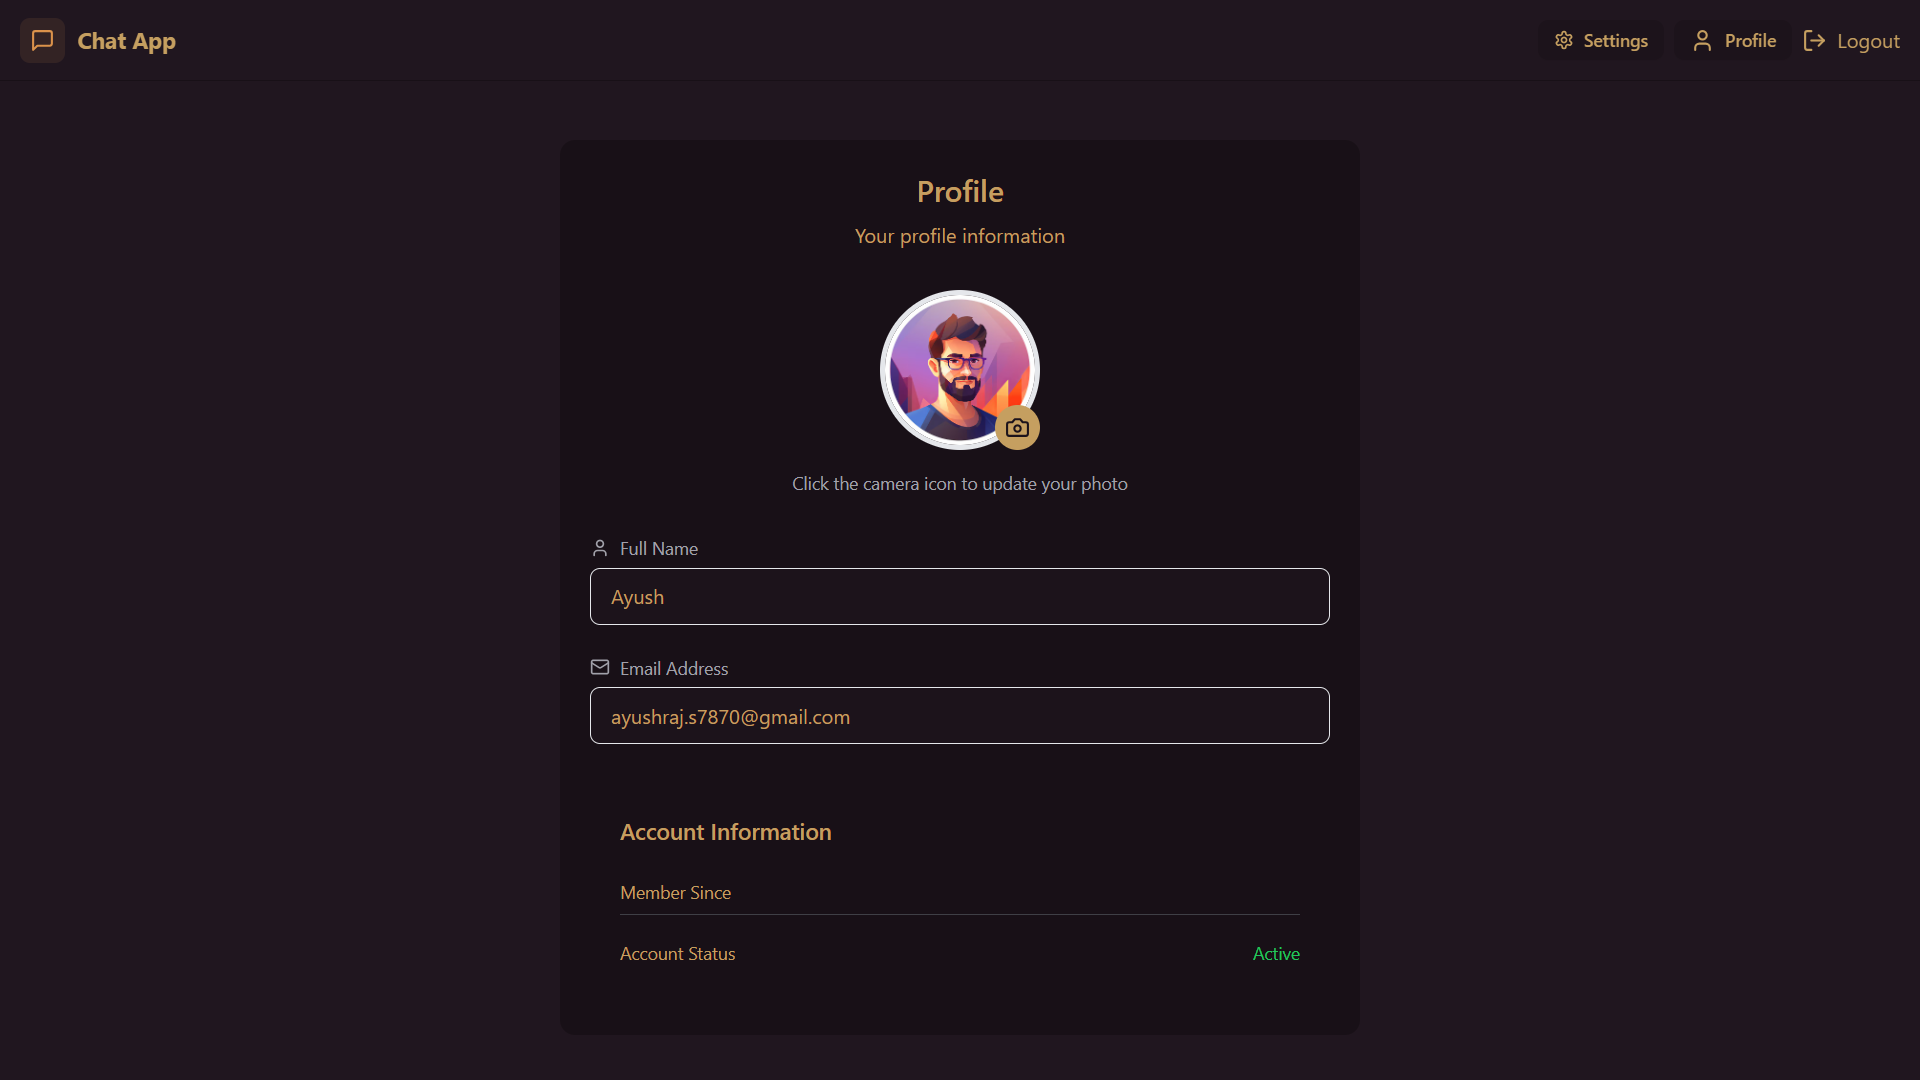 Chat App
Settings
Profile
Logout
Profile
Your profile information
Click the camera icon to update your photo
Full Name
Ayush
Email Address
ayushraj.s7870@gmail.com
Account Information
Member Since
Account Status
Active